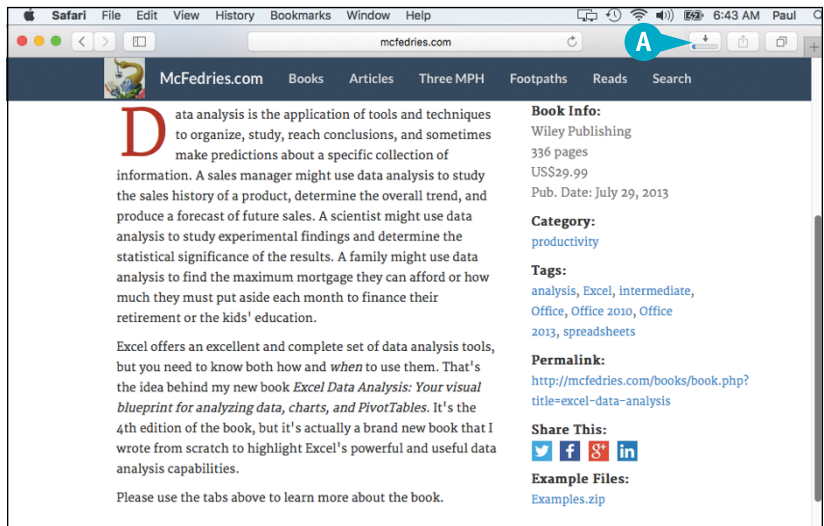 Safari File Edit View History Bookmarks Window Help 6:43 AM Paul
mcfedries.com
A
McFedries.com Books Articles Three MPH Footpaths Reads Search
Data analysis is the application of tools and techniques
to organize, study, reach conclusions, and sometimes
make predictions about a specific collection of
information. A sales manager might use data analysis to study
the sales history of a product, determine the overall trend, and
produce a forecast of future sales. A scientist might use data
analysis to study experimental findings and determine the
statistical significance of the results. A family might use data
analysis to find the maximum mortgage they can afford or how
much they must put aside each month to finance their
retirement or the kids' education.
Excel offers an excellent and complete set of data analysis tools,
but you need to know both how and when to use them. That's
the idea behind my new book Excel Data Analysis: Your visual
blueprint for analyzing data, charts, and PivotTables. It's the
4th edition of the book, but it's actually a brand new book that I
wrote from scratch to highlight Excel's powerful and useful data
analysis capabilities.
Please use the tabs above to learn more about the book.
Book Info:
Wiley Publishing
336 pages
US$29.99
Pub. Date: July 29, 2013
Category:
productivity
Tags:
analysis, Excel, intermediate,
Office, Office 2010, Office
2013, spreadsheets
Permalink:
http://mcfedries.com/books/book.php?
title=excel-data-analysis
Share This:
f g+ in
Example Files:
Examples.zip